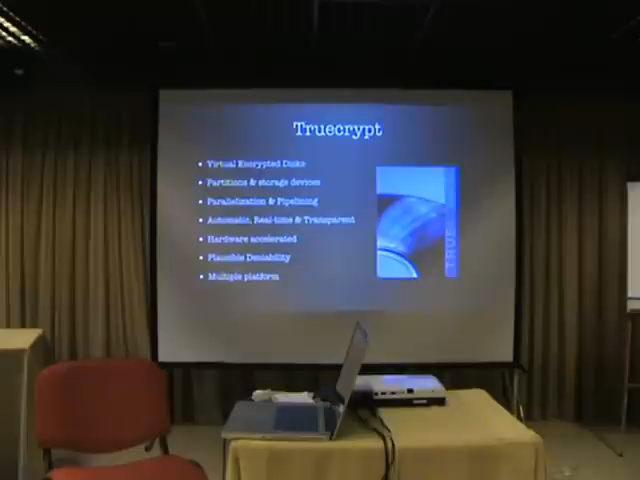 Truecrypt
• Virtual Encrypted Disks
• Partitions & storage devices
• Parallelization & Pipelining
• Automatic, Real-time & Transparent
• Hardware accelerated
• Plausible Deniability
• Multiple platform
TRUE